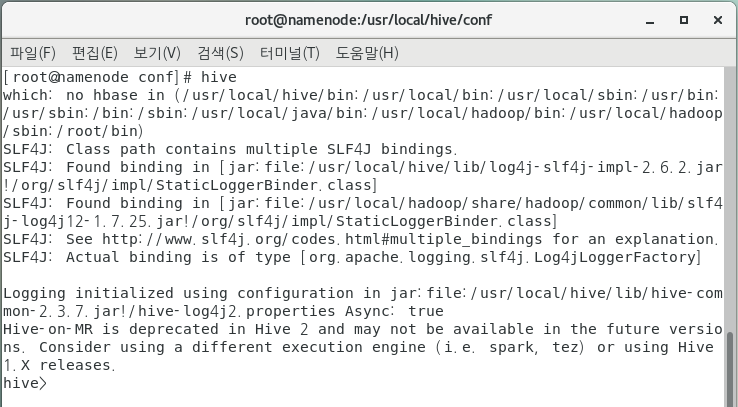 root@namenode:/usr/local/hive/conf
파일(F) 편집(E) 보기(V) 검색(S) 터미널(T) 도움말(H)
[root@namenode conf]# hive
which: no hbase in (/usr/local/hive/bin:/usr/local/bin:/usr/local/sbin:/usr/bin:
/usr/sbin:/bin:/sbin:/usr/local/java/bin:/usr/local/hadoop/bin:/usr/local/hadoop
/sbin:/root/bin)
SLF4J: Class path contains multiple SLF4J bindings.
SLF4J: Found binding in [jar:file:/usr/local/hive/lib/log4j-slf4j-impl-2.6.2.jar
!/org/slf4j/impl/StaticLoggerBinder.class]
SLF4J: Found binding in [jar:file:/usr/local/hadoop/share/hadoop/common/lib/slf4
j-log4j12-1.7.25.jar!/org/slf4j/impl/StaticLoggerBinder.class]
SLF4J: See http://www.slf4j.org/codes.html#multiple_bindings for an explanation.
SLF4J: Actual binding is of type [org.apache.logging.slf4j.Log4jLoggerFactory]
Logging initialized using configuration in jar:file:/usr/local/hive/lib/hive-com
mon-2.3.7.jar!/hive-log4j2.properties Async: true
Hive-on-MR is deprecated in Hive 2 and may not be available in the future versio
ns. Consider using a different execution engine (i.e. spark, tez) or using Hive
1.X releases.
hive>